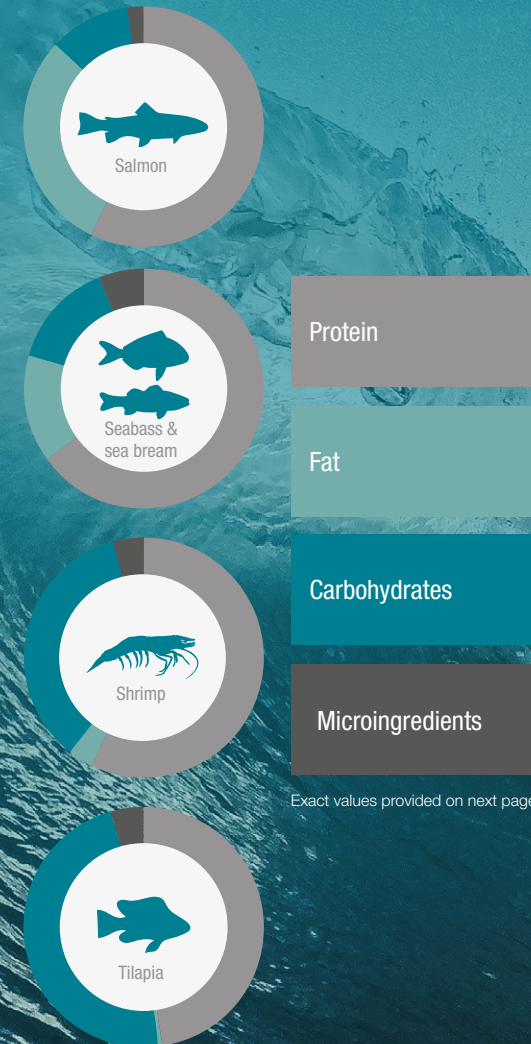 Salmon
Seabass &
sea bream
Protein
Fat
Carbohydrates
Shrimp
Microingredients
Exact values provided on next page
Tilapia